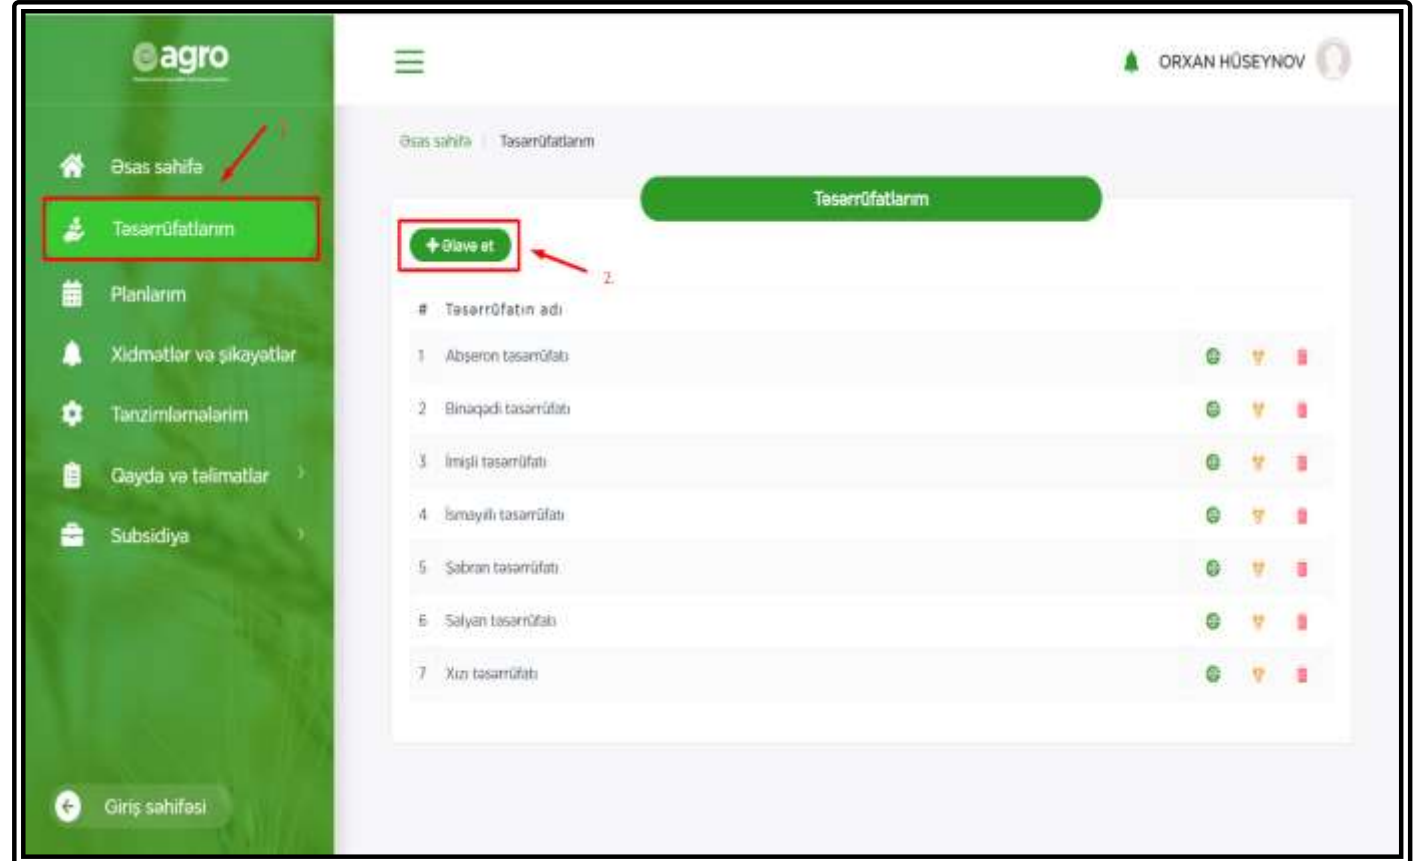 agro
ORXAN HÜSEYNOV
1
Əsas səhifə
Təsərrüfatlarım
Planlarım
Xidmətlər və şikayətlər
Tənzimləmələrim
Qayda və təlimatlar
Subsidiya
Giriş səhifəsi
Əsas səhifə | Təsərrüfatlarım
Təsərrüfatlarım
+ Əlavə et
2.
# Təsərrüfatın adı
1 Abşeron təsərrüfatı
2 Binəqədi təsərrüfatı
3 İmişli təsərrüfatı
4 İsmayıllı təsərrüfatı
5 Şabran təsərrüfatı
6 Salyan təsərrüfatı
7 Xızı təsərrüfatı